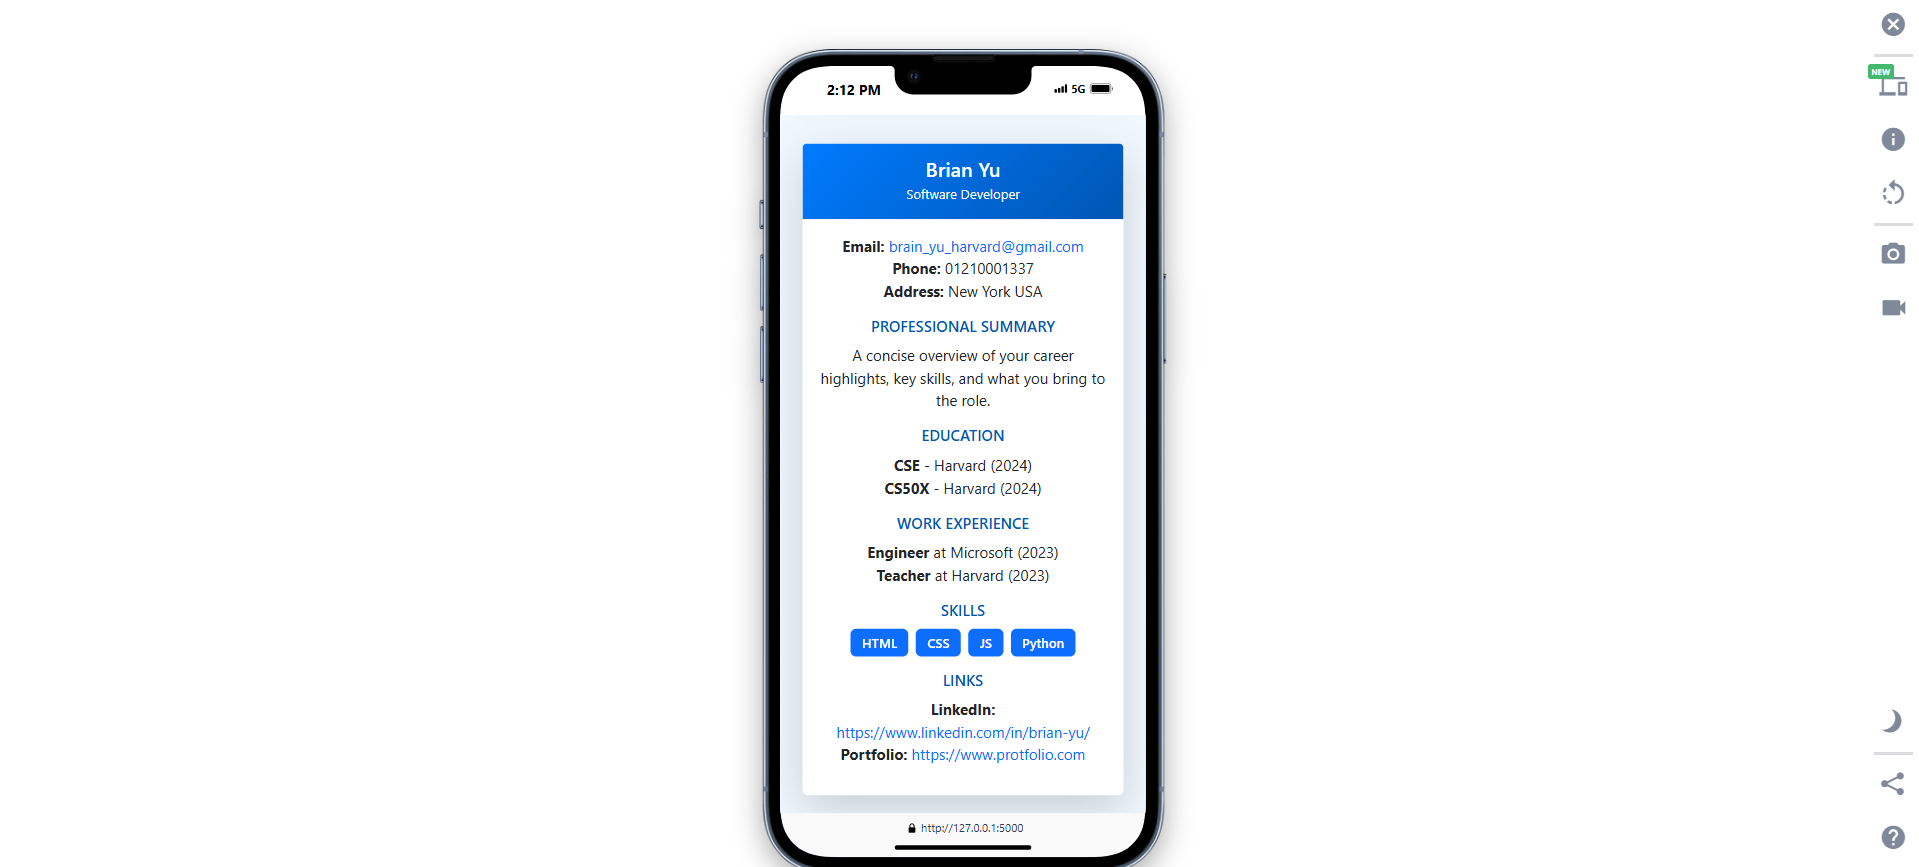 2:12 PM
5G
NEW
Brian Yu
Software Developer
Email: brain_yu_harvard@gmail.com
Phone: 01210001337
Address: New York USA
PROFESSIONAL SUMMARY
A concise overview of your career
highlights, key skills, and what you bring to
the role.
EDUCATION
CSE - Harvard (2024)
CS50X - Harvard (2024)
WORK EXPERIENCE
Engineer at Microsoft (2023)
Teacher at Harvard (2023)
SKILLS
HTML CSS JS Python
LINKS
LinkedIn:
https://www.linkedin.com/in/brian-yu/
Portfolio: https://www.protfolio.com
http://127.0.0.1:5000